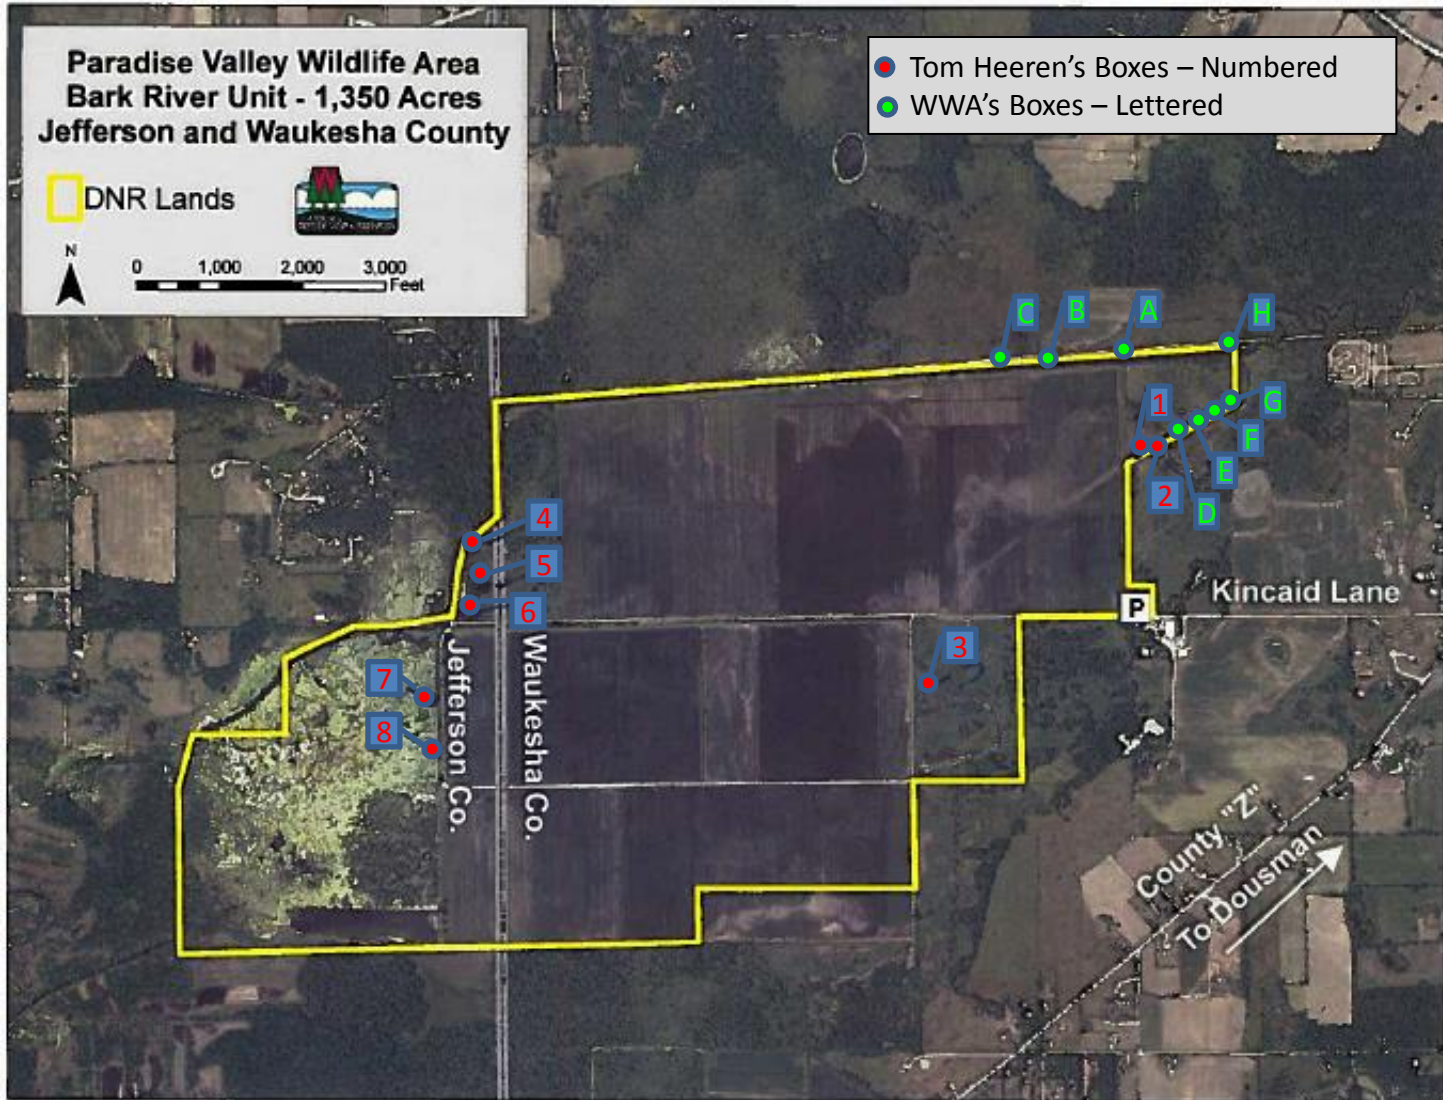 Paradise Valley Wildlife Area
Bark River Unit - 1,350 Acres
Jefferson and Waukesha County
DNR Lands
N
0 1,000 2,000 3,000
Feet
Tom Heeren's Boxes – Numbered
WWA's Boxes – Lettered
C
B
A
H
1
G
F
E
2
D
4
5
6
3
7
8
P
Kincaid Lane
Jefferson Co.
Waukesha Co.
County "Z"
To Dousman